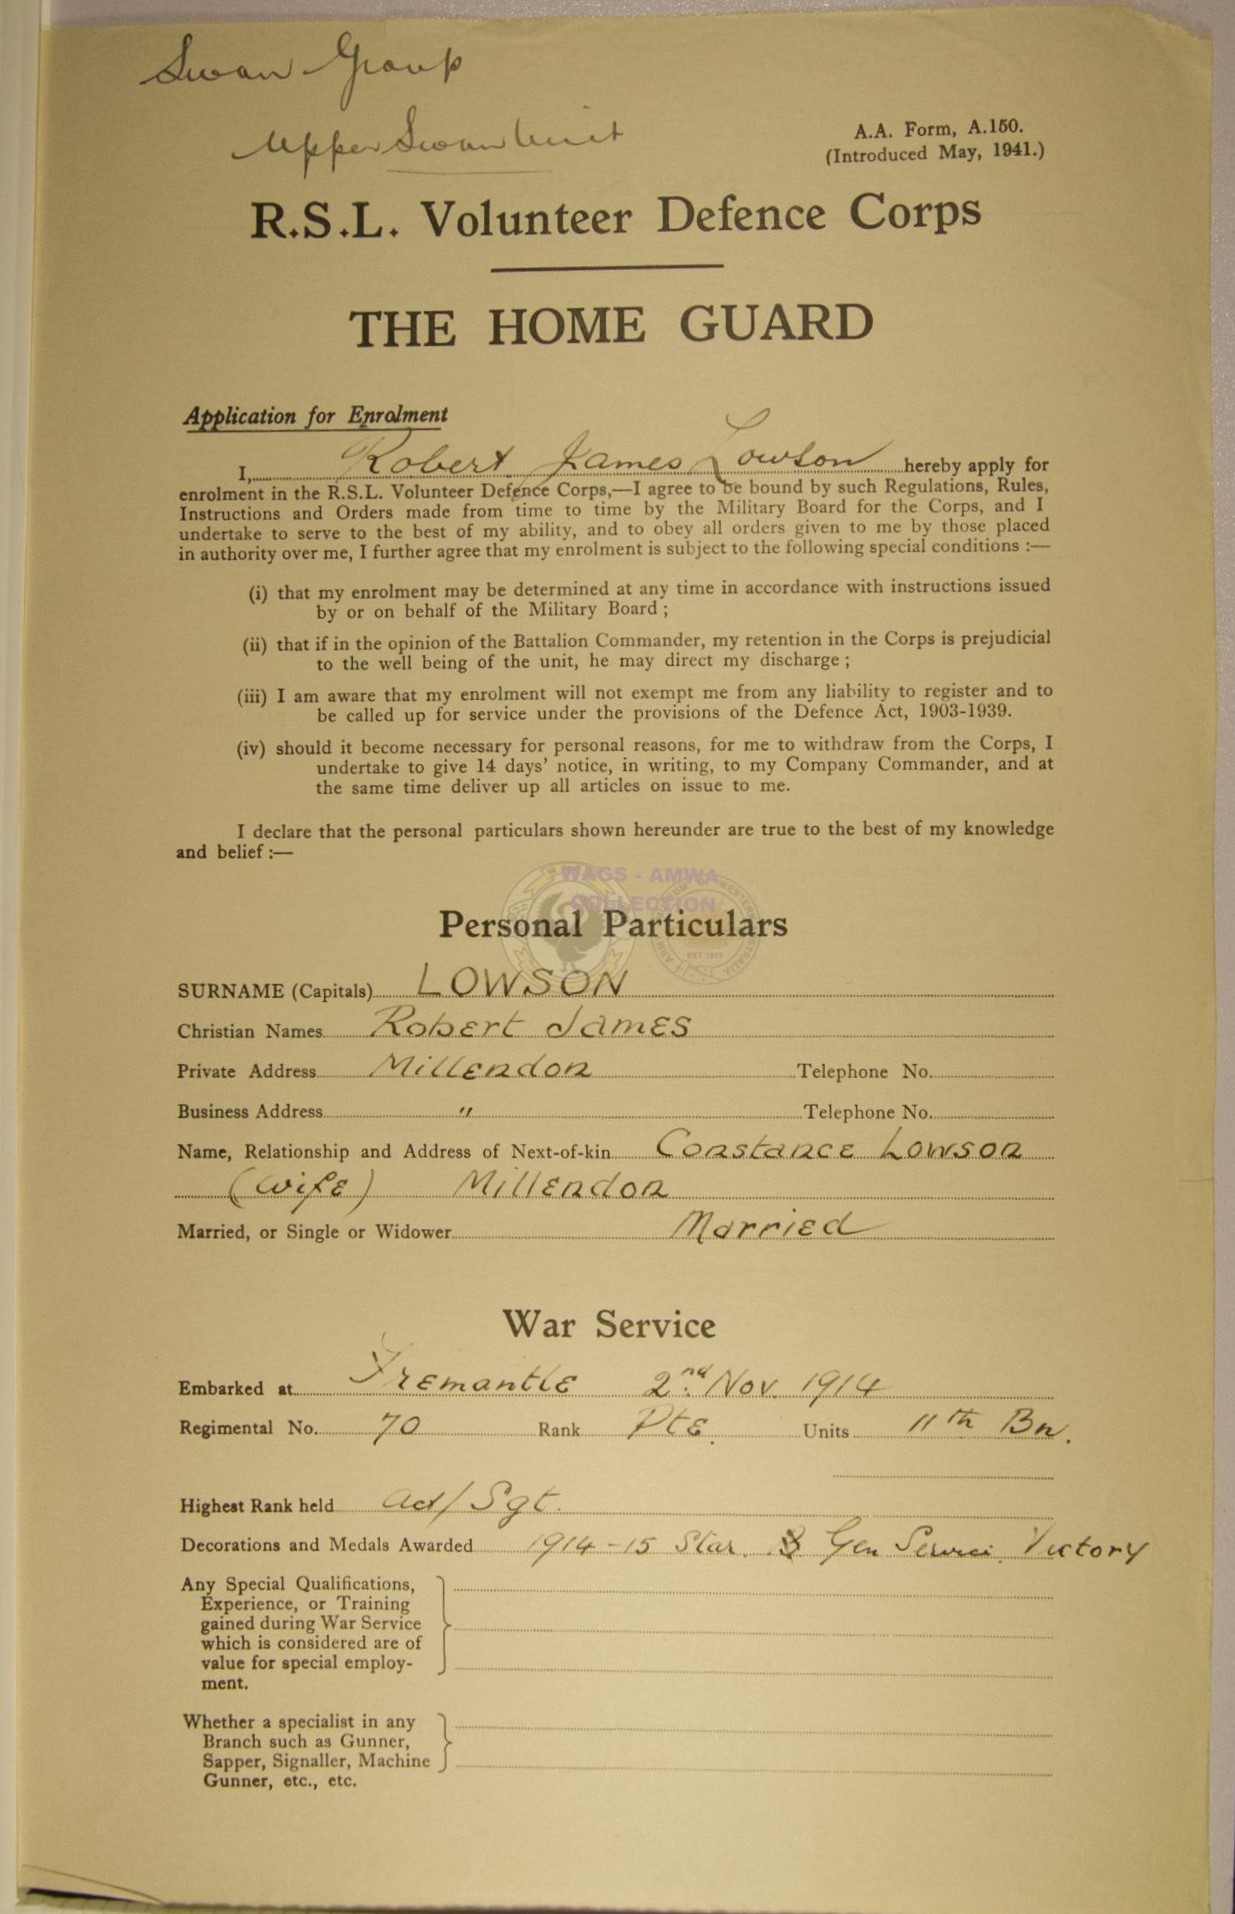 Swan Group
Upper Swan Unit
A.A. Form, A.150.
(Introduced May, 1941.)
R.S.L. Volunteer Defence Corps
THE HOME GUARD
Application for Enrolment
I, Robert James Lowson hereby apply for
enrolment in the R.S.L. Volunteer Defence Corps,—I agree to be bound by such Regulations, Rules,
Instructions and Orders made from time to time by the Military Board for the Corps, and I
undertake to serve to the best of my ability, and to obey all orders given to me by those placed
in authority over me, I further agree that my enrolment is subject to the following special conditions :—
(i) that my enrolment may be determined at any time in accordance with instructions issued
by or on behalf of the Military Board ;
(ii) that if in the opinion of the Battalion Commander, my retention in the Corps is prejudicial
to the well being of the unit, he may direct my discharge ;
(iii) I am aware that my enrolment will not exempt me from any liability to register and to
be called up for service under the provisions of the Defence Act, 1903-1939.
(iv) should it become necessary for personal reasons, for me to withdraw from the Corps, I
undertake to give 14 days' notice, in writing, to my Company Commander, and at
the same time deliver up all articles on issue to me.
I declare that the personal particulars shown hereunder are true to the best of my knowledge
and belief :—
WAGS - AMWA
COLLECTION
Personal Particulars
SURNAME (Capitals) LOWSON
Christian Names Robert James
Private Address Millendon Telephone No.
Business Address " Telephone No.
Name, Relationship and Address of Next-of-kin Constance Lowson
(wife) Millendon
Married, or Single or Widower Married
War Service
Embarked at Fremantle 2nd Nov. 1914
Regimental No. 70 Rank Pte. Units 11th Bn.
Highest Rank held Act/Sgt.
Decorations and Medals Awarded 1914-15 Star. Gen Service. Victory
Any Special Qualifications,
Experience, or Training
gained during War Service
which is considered are of
value for special employ-
ment.
Whether a specialist in any
Branch such as Gunner,
Sapper, Signaller, Machine
Gunner, etc., etc.